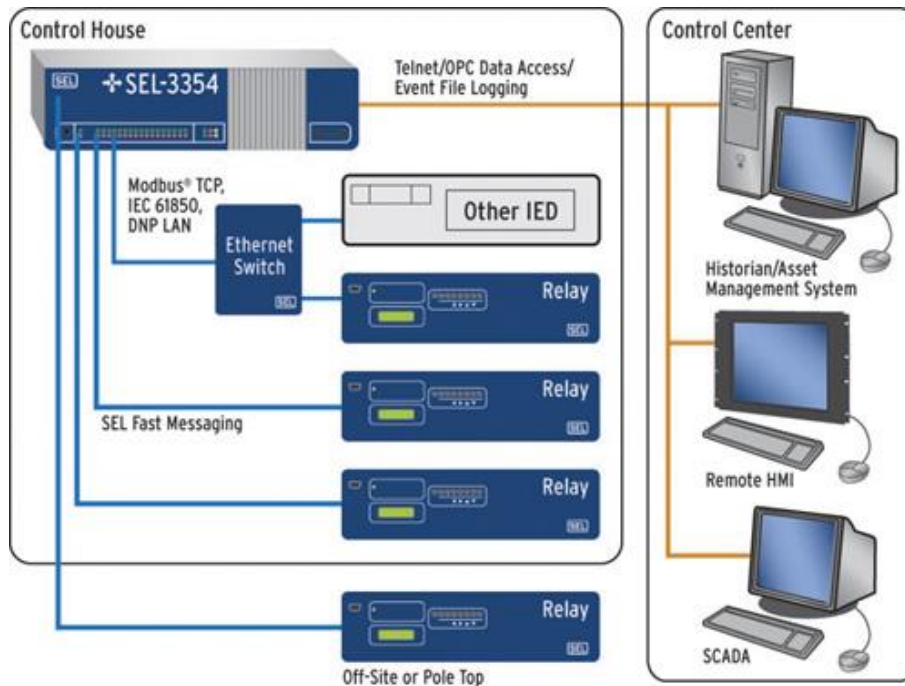 Control House
SEL
SEL-3354
Telnet/OPC Data Access/
Event File Logging
Modbus® TCP,
IEC 61850,
DNP LAN
Ethernet
Switch
SEL
Other IED
Relay
SEL
SEL Fast Messaging
Relay
SEL
Relay
SEL
Relay
SEL
Off-Site or Pole Top
Control Center
Historian/Asset
Management System
Remote HMI
SCADA